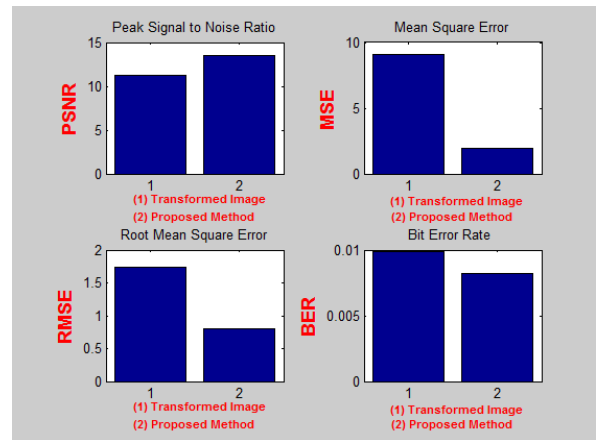 Peak Signal to Noise Ratio
PSNR
15
10
5
0
1 2
(1) Transformed Image
(2) Proposed Method
Mean Square Error
MSE
10
5
0
1 2
(1) Transformed Image
(2) Proposed Method
Root Mean Square Error
RMSE
2
1.5
1
0.5
0
1 2
(1) Transformed Image
(2) Proposed Method
Bit Error Rate
BER
0.01
0.005
0
1 2
(1) Transformed Image
(2) Proposed Method